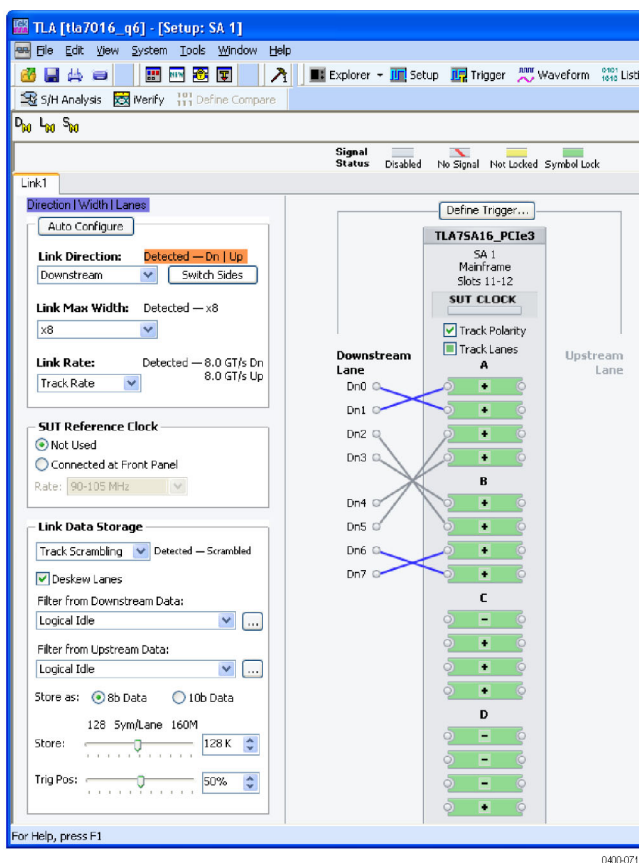 TLA [tla7016_q6] - [Setup: SA 1]
File Edit View System Tools Window Help
Explorer Setup Trigger Waveform Listi
S/H Analysis iVerify Define Compare
DM LM SM
Signal Status Disabled No Signal Not Locked Symbol Lock
Link1
Direction | Width | Lanes
Auto Configure
Link Direction: Detected — Dn | Up
Downstream Switch Sides
Link Max Width: Detected — x8
x8
Link Rate: Detected — 8.0 GT/s Dn
8.0 GT/s Up
Track Rate
SUT Reference Clock
Not Used
Connected at Front Panel
Rate: 90-105 MHz
Link Data Storage
Track Scrambling Detected — Scrambled
Deskew Lanes
Filter from Downstream Data:
Logical Idle ...
Filter from Upstream Data:
Logical Idle ...
Store as: 8b Data 10b Data
128 Sym/Lane 160M
Store: 128 K
Trig Pos: 50%
Define Trigger...
TLA7SA16_PCIe3
SA 1
Mainframe
Slots 11-12
SUT CLOCK
Track Polarity
Track Lanes
Downstream Lane
Upstream Lane
A
Dn0 +
Dn1 +
Dn2 +
Dn3 +
B
Dn4 +
Dn5 +
Dn6 +
Dn7 +
C
-
+
+
+
D
-
-
-
+
For Help, press F1
0400-071